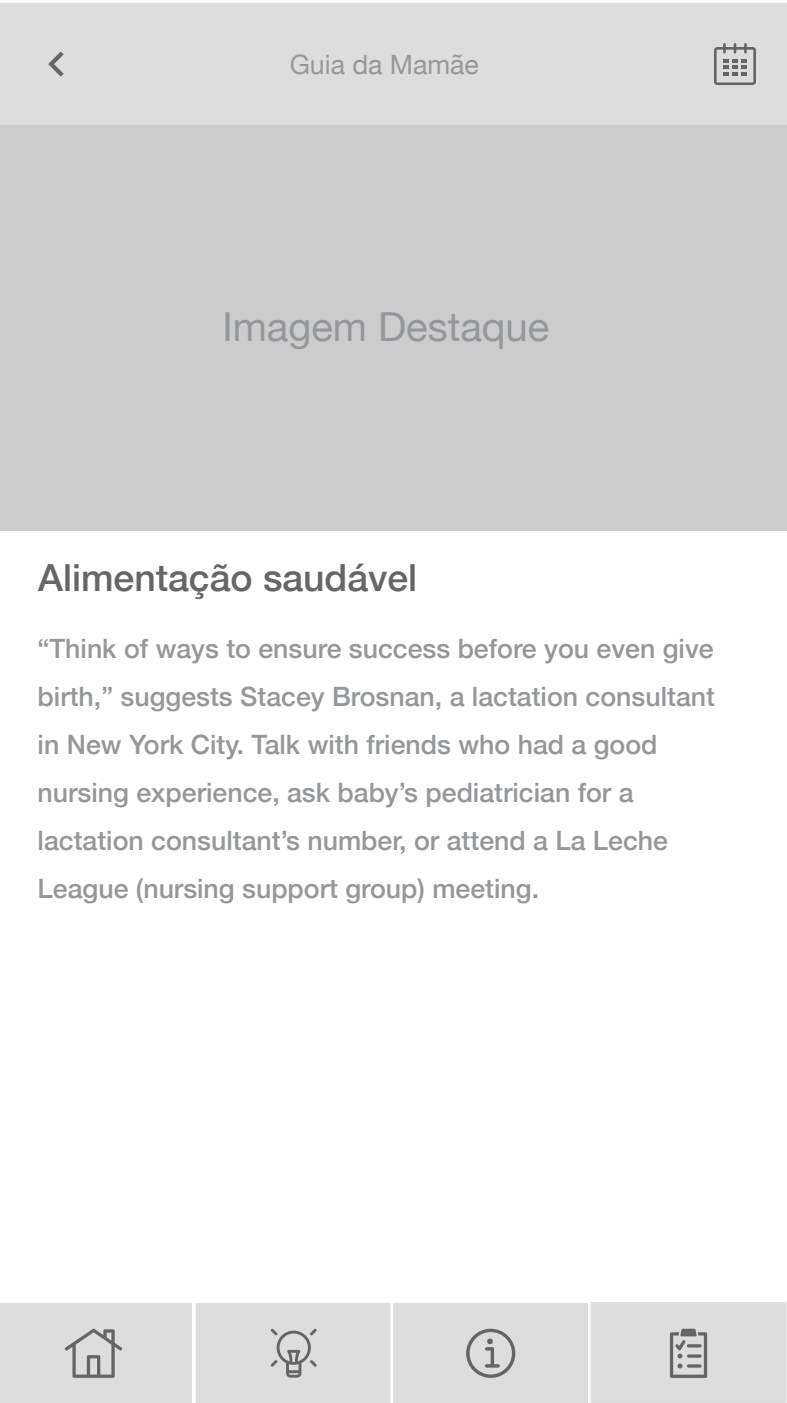 Guia da Mamãe
Imagem Destaque
Alimentação saudável
“Think of ways to ensure success before you even give
birth,” suggests Stacey Brosnan, a lactation consultant
in New York City. Talk with friends who had a good
nursing experience, ask baby’s pediatrician for a
lactation consultant’s number, or attend a La Leche
League (nursing support group) meeting.